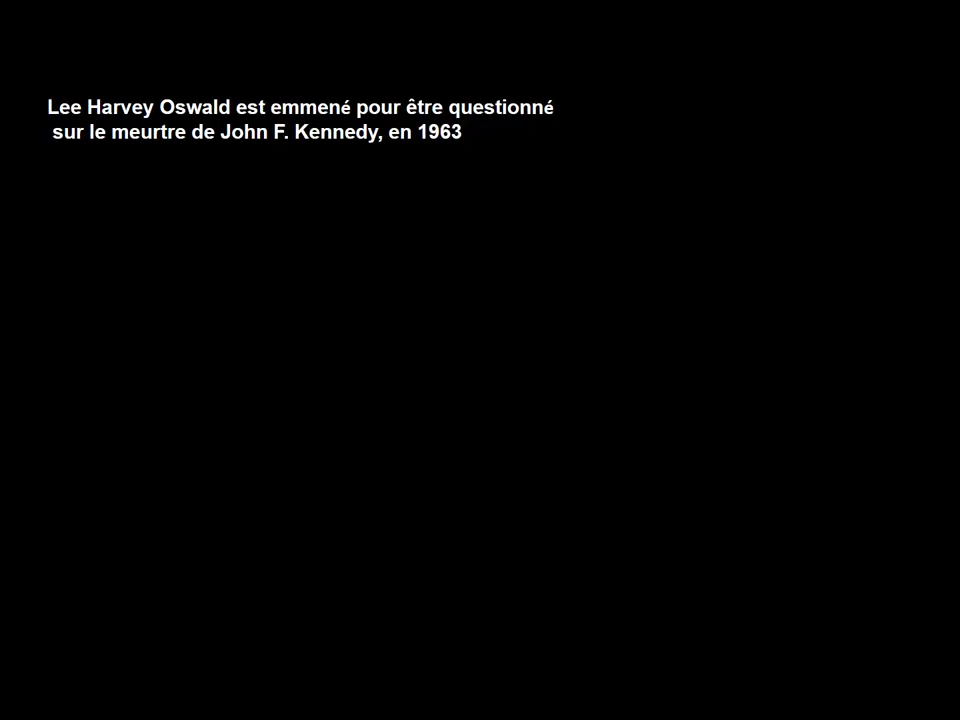 Lee Harvey Oswald est emmené pour être questionné
sur le meurtre de John F. Kennedy, en 1963